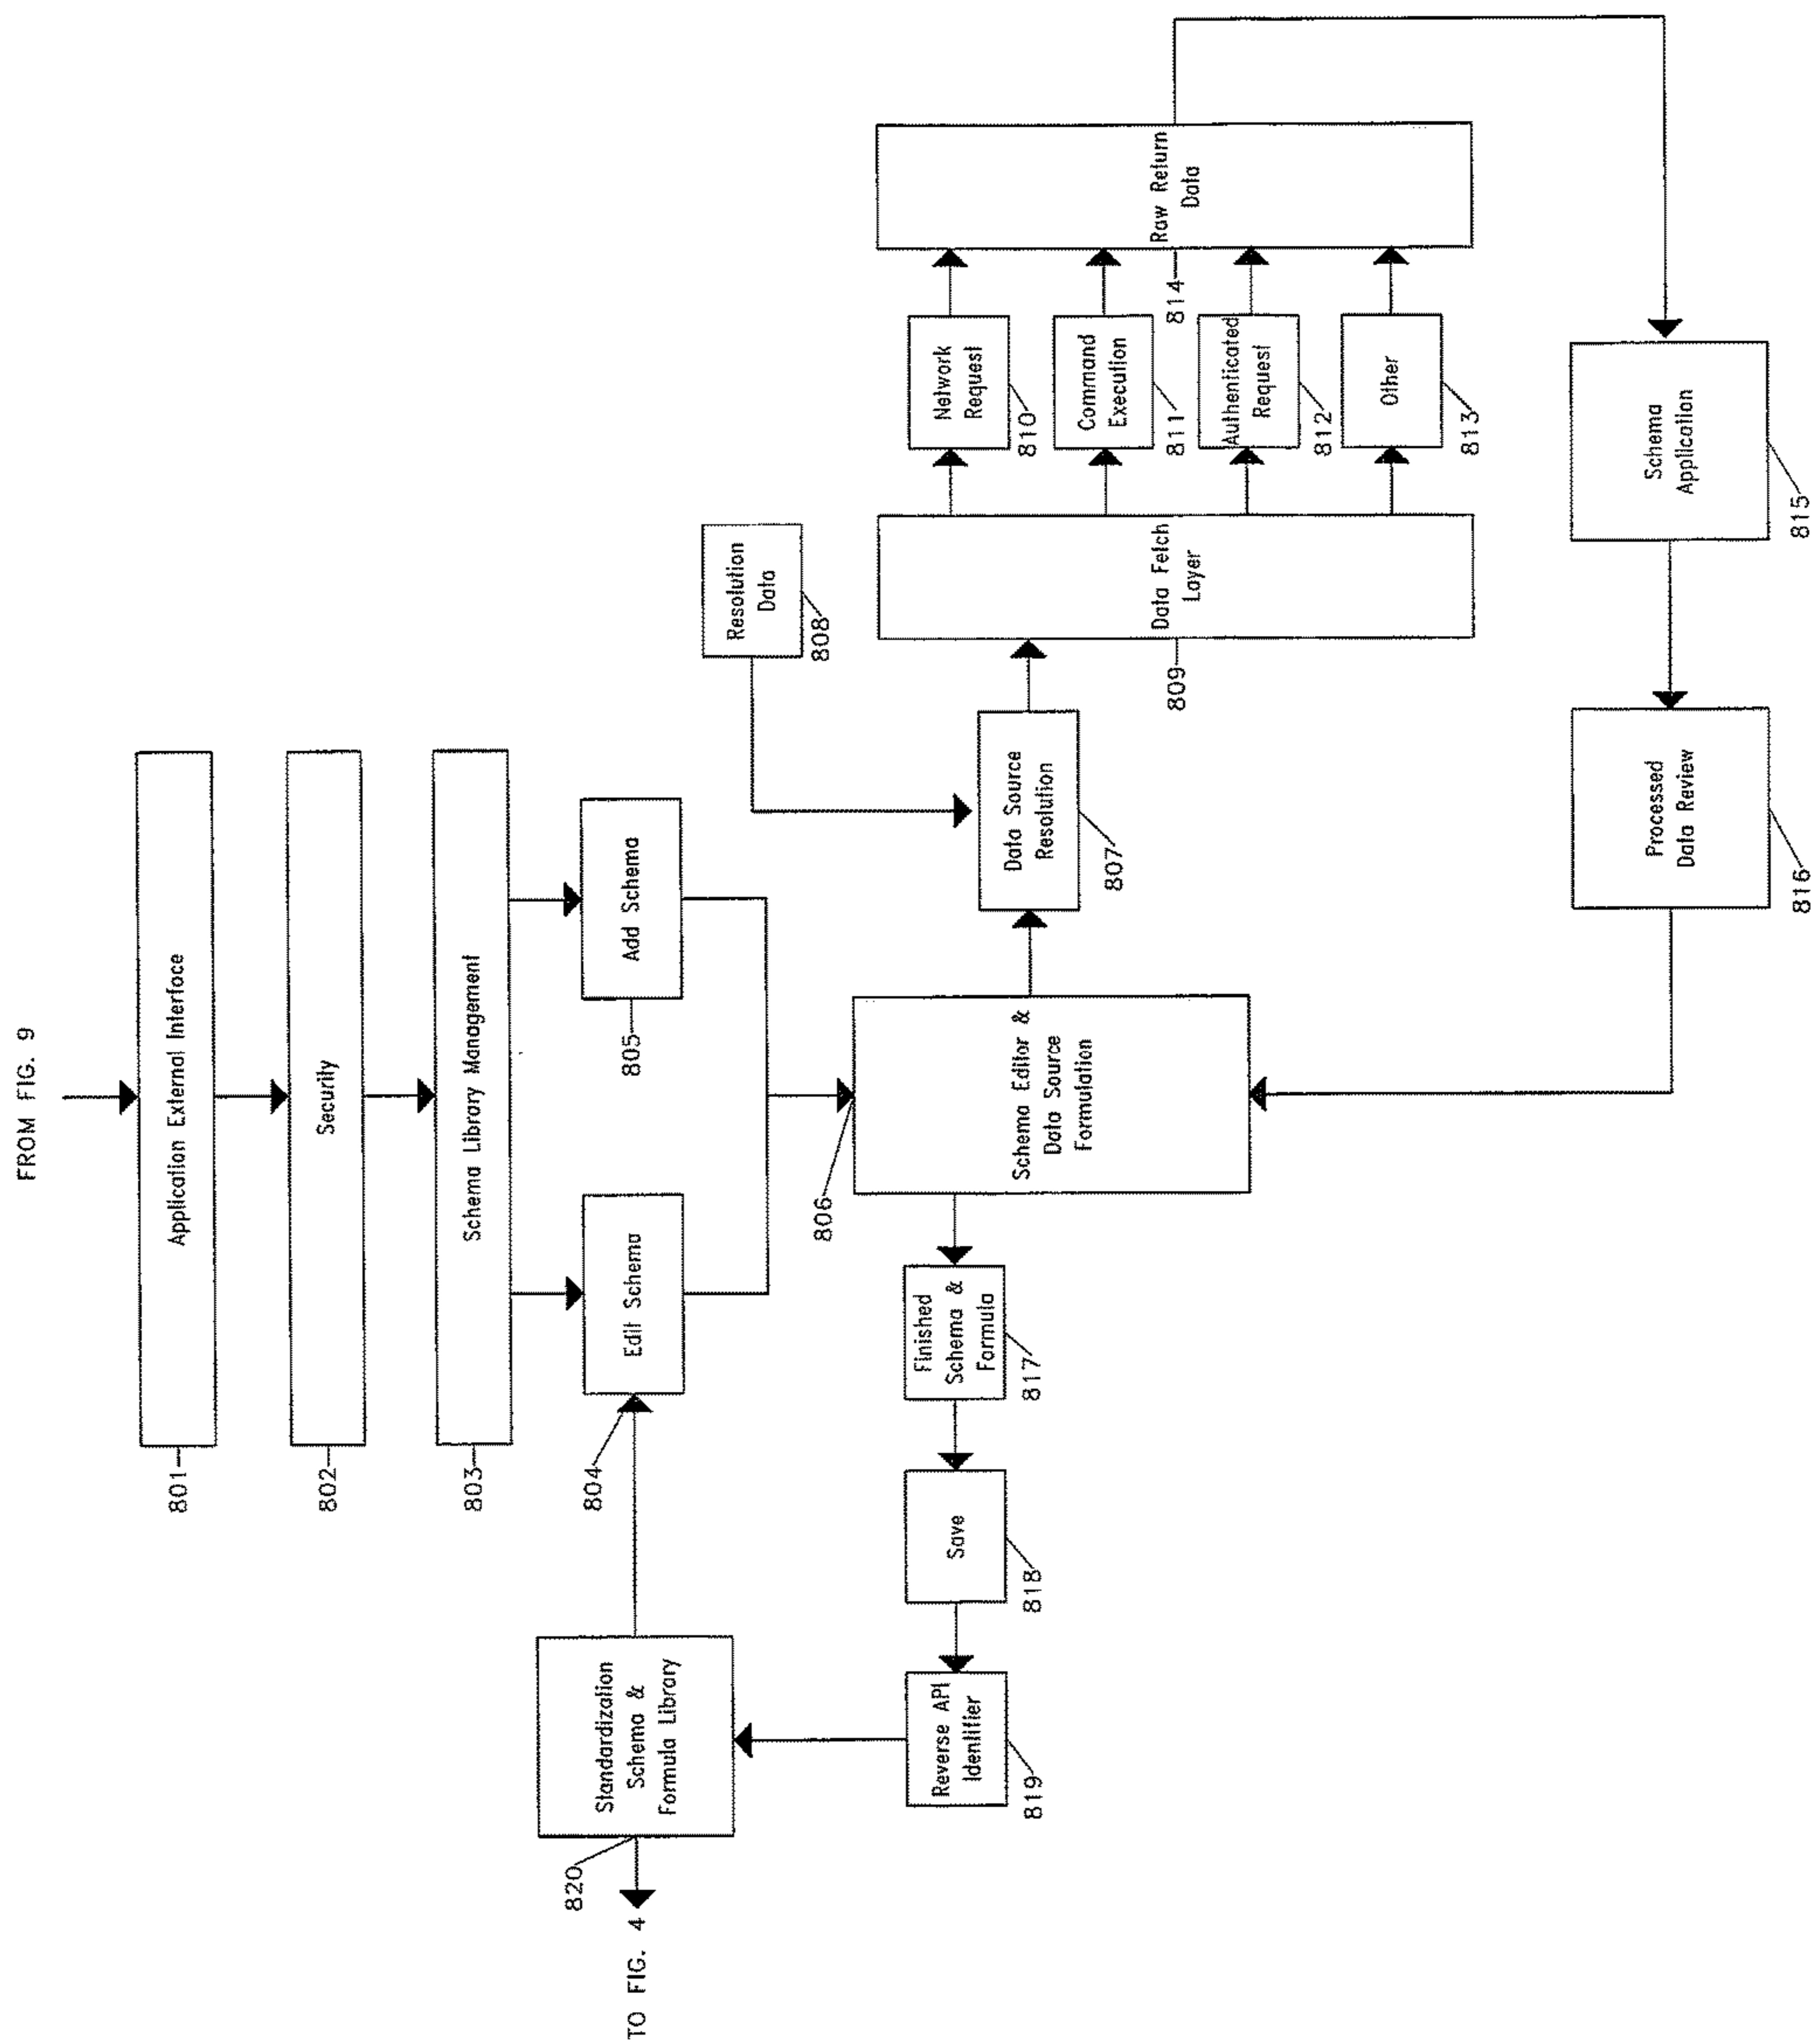 FROM FIG. 9
Application External Interface
801
Security
802
Schema Library Management
803
Edit Schema
804
Add Schema
805
Schema Editor &
Data Source
Formulation
806
Data Source
Resolution
807
Resolution
Data
808
Data Fetch
Layer
809
Network
Request
810
Command
Execution
811
Authenticated
Request
812
Other
813
Raw Return
Data
814
Schema
Application
815
Processed
Data Review
816
Finished
Schema &
Formula
817
Save
818
Reverse API
Identifier
819
Standardization
Schema &
Formula Library
820
TO FIG. 4